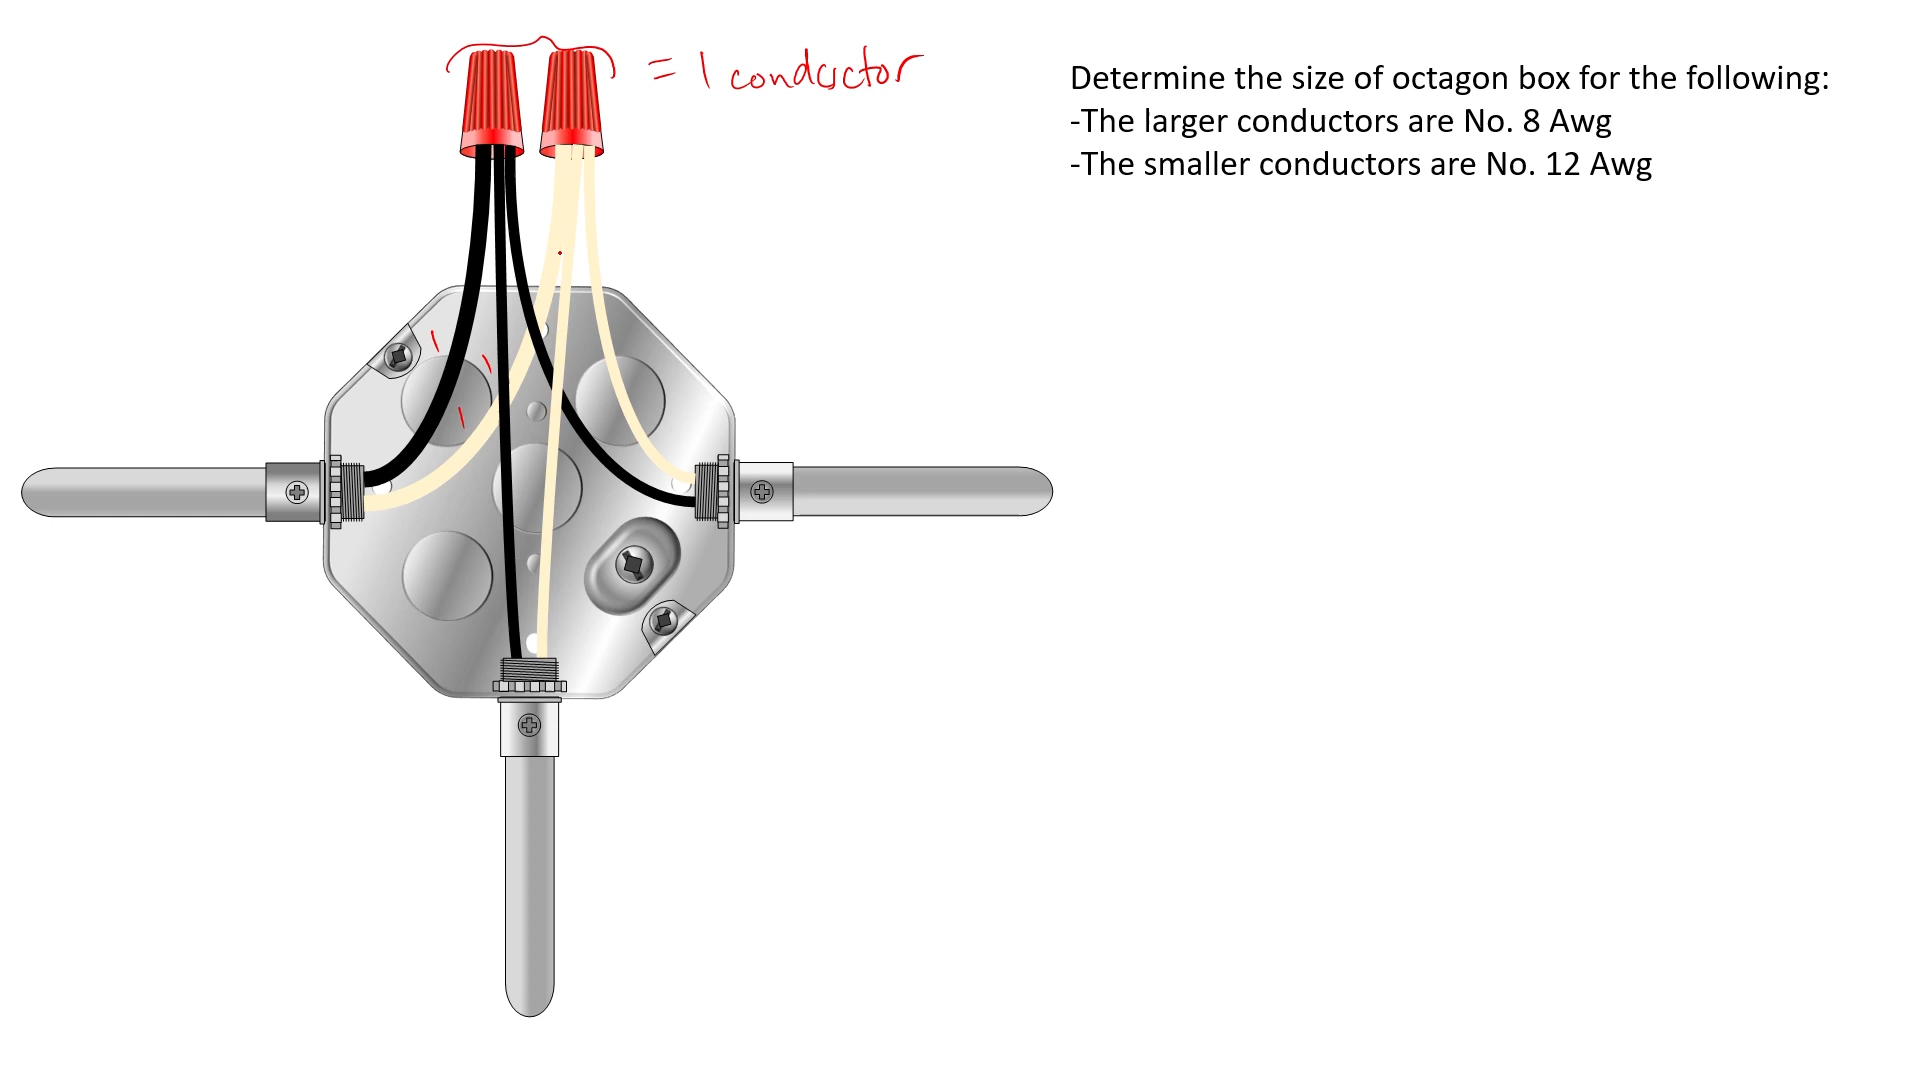 = 1 conductor
Determine the size of octagon box for the following:
-The larger conductors are No. 8 Awg
-The smaller conductors are No. 12 Awg